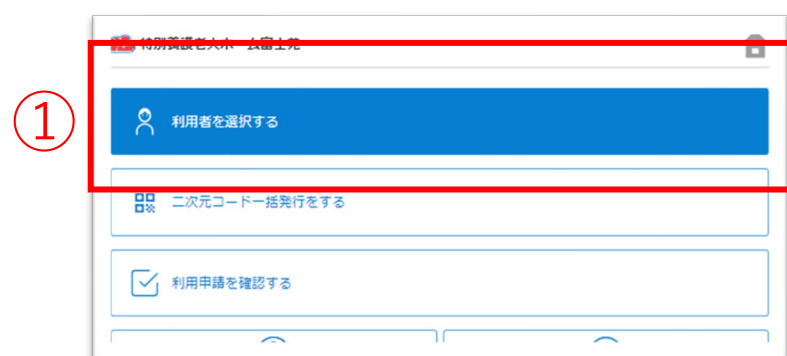 特別養護老人ホーム富士苑
①
利用者を選択する
二次元コード一括発行をする
利用申請を確認する